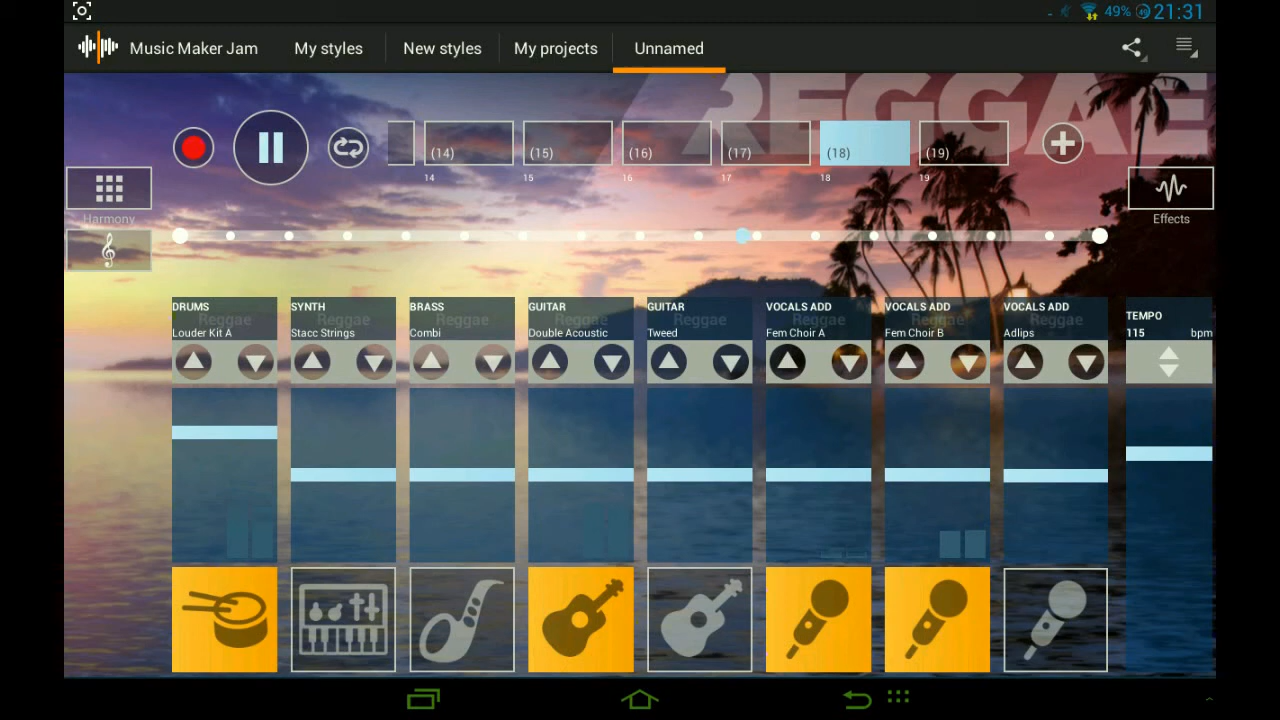 49% 49 21:31
Music Maker Jam My styles New styles My projects Unnamed
REGGAE
(14) (15) (16) (17) (18) (19)
14 15 16 17 18 19
Harmony
Effects
DRUMS SYNTH BRASS GUITAR GUITAR VOCALS ADD VOCALS ADD VOCALS ADD TEMPO
Reggae Reggae Reggae Reggae Reggae Reggae Reggae Reggae
Louder Kit A Stacc Strings Combi Double Acoustic Tweed Fem Choir A Fem Choir B Adlips 115 bpm